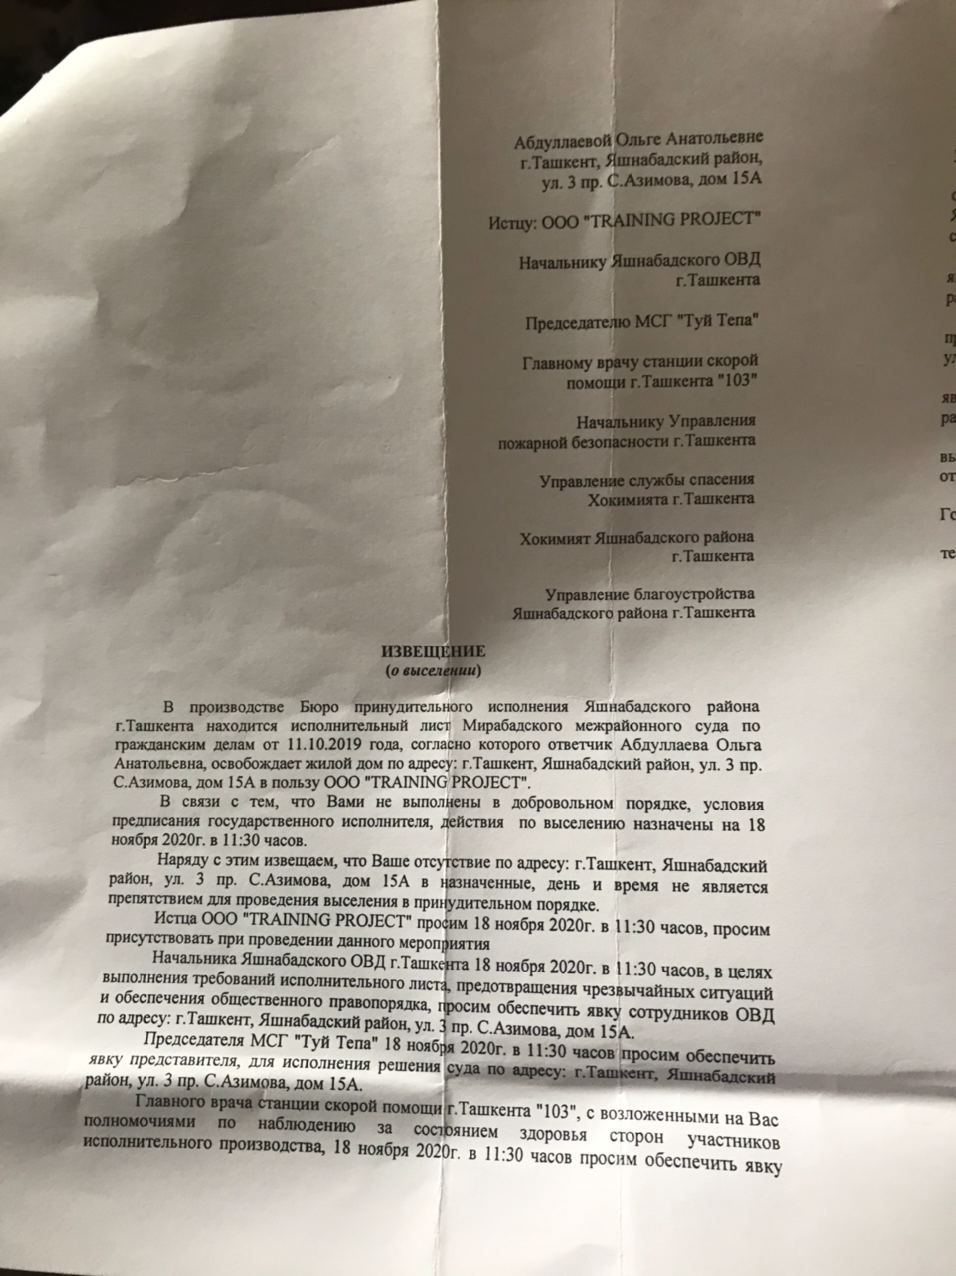 Абдуллаевой Ольге Анатольевне
г.Ташкент, Яшнабадский район,
ул. 3 пр. С.Азимова, дом 15А
Истцу: ООО "TRAINING PROJECT"
Начальнику Яшнабадского ОВД
г.Ташкента
Председателю МСГ "Туй Тепа"
Главному врачу станции скорой
помощи г.Ташкента "103"
Начальнику Управления
пожарной безопасности г.Ташкента
Управление службы спасения
Хокимията г.Ташкента
Хокимият Яшнабадского района
г.Ташкента
Управление благоустройства
Яшнабадского района г.Ташкента
ИЗВЕЩЕНИЕ
(о выселении)
В производстве Бюро принудительного исполнения Яшнабадского района
г.Ташкента находится исполнительный лист Мирабадского межрайонного суда по
гражданским делам от 11.10.2019 года, согласно которого ответчик Абдуллаева Ольга
Анатольевна, освобождает жилой дом по адресу: г.Ташкент, Яшнабадский район, ул. 3 пр.
С.Азимова, дом 15А в пользу ООО "TRAINING PROJECT".
В связи с тем, что Вами не выполнены в добровольном порядке, условия
предписания государственного исполнителя, действия по выселению назначены на 18
ноября 2020г. в 11:30 часов.
Наряду с этим извещаем, что Ваше отсутствие по адресу: г.Ташкент, Яшнабадский
район, ул. 3 пр. С.Азимова, дом 15А в назначенные, день и время не является
препятствием для проведения выселения в принудительном порядке.
Истца ООО "TRAINING PROJECT" просим 18 ноября 2020г. в 11:30 часов, просим
присутствовать при проведении данного мероприятия
Начальника Яшнабадского ОВД г.Ташкента 18 ноября 2020г. в 11:30 часов, в целях
выполнения требований исполнительного листа, предотвращения чрезвычайных ситуаций
и обеспечения общественного правопорядка, просим обеспечить явку сотрудников ОВД
по адресу: г.Ташкент, Яшнабадский район, ул. 3 пр. С.Азимова, дом 15А.
Председателя МСГ "Туй Тепа" 18 ноября 2020г. в 11:30 часов просим обеспечить
явку представителя, для исполнения решения суда по адресу: г.Ташкент, Яшнабадский
район, ул. 3 пр. С.Азимова, дом 15А.
Главного врача станции скорой помощи г.Ташкента "103", с возложенными на Вас
полномочиями по наблюдению за состоянием здоровья сторон участников
исполнительного производства, 18 ноября 2020г. в 11:30 часов просим обеспечить явку